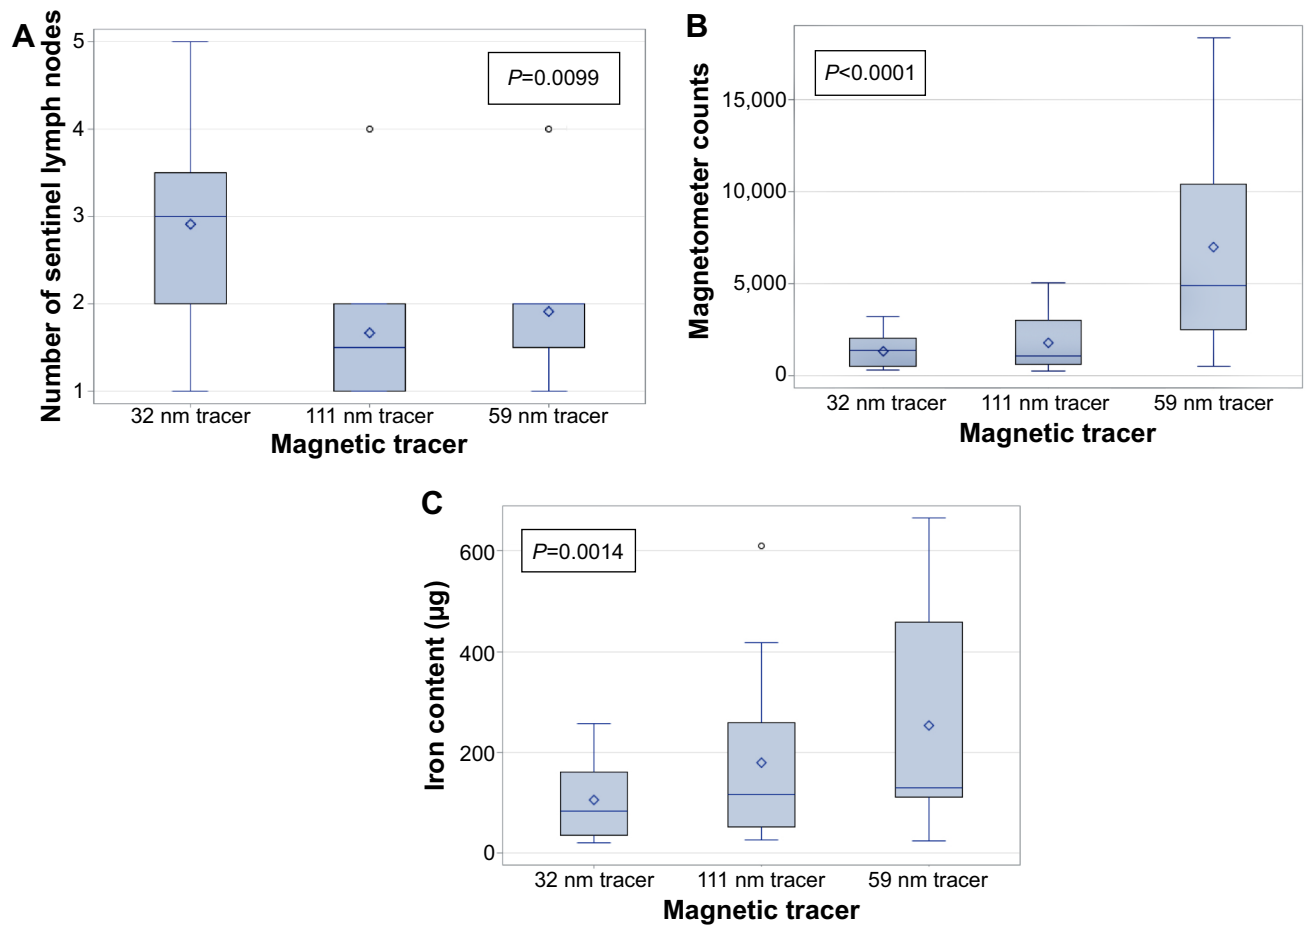 A
Number of sentinel lymph nodes
5
4
3
2
1
P=0.0099
32 nm tracer
111 nm tracer
59 nm tracer
Magnetic tracer
B
Magnetometer counts
15,000
10,000
5,000
0
P<0.0001
32 nm tracer
111 nm tracer
59 nm tracer
Magnetic tracer
C
Iron content (µg)
600
400
200
0
P=0.0014
32 nm tracer
111 nm tracer
59 nm tracer
Magnetic tracer